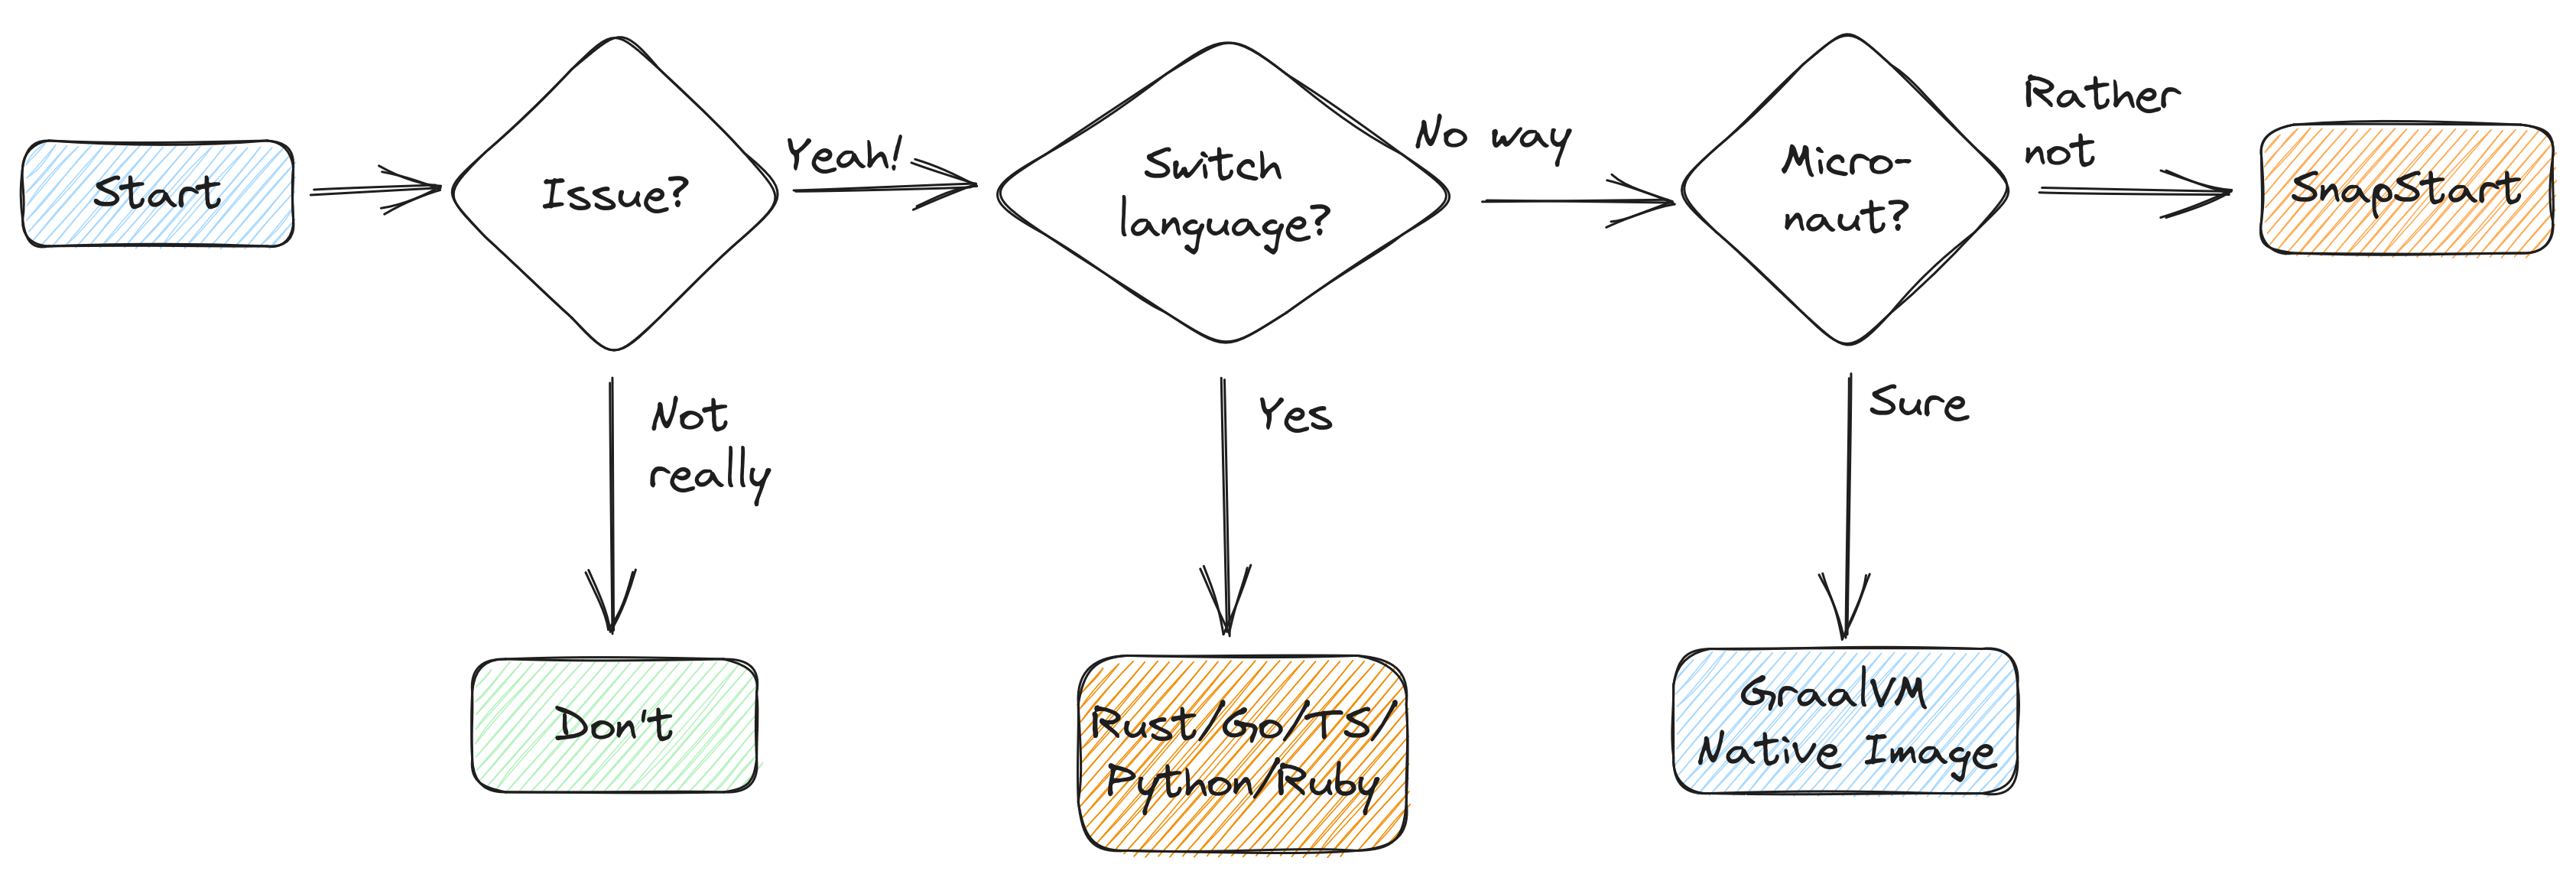 Start
Issue?
Yeah!
Switch
language?
No way
Micro-
naut?
Rather
not
SnapStart
Not
really
Yes
Sure
Don't
Rust/Go/TS/
Python/Ruby
GraalVM
Native Image